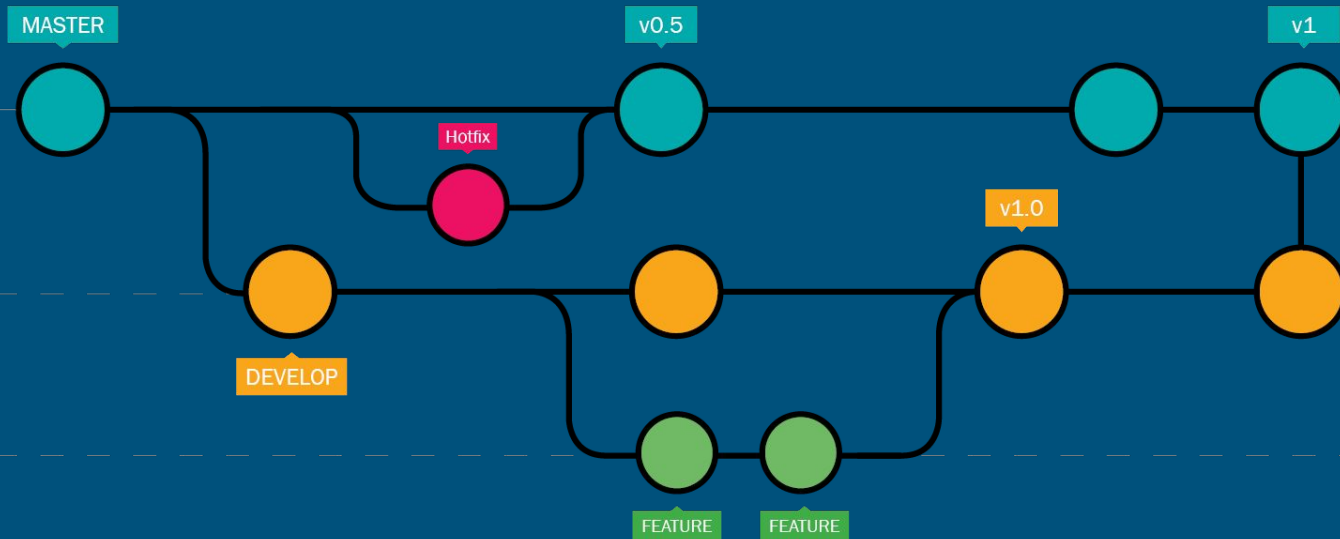 MASTER
v0.5
v1
Hotfix
v1.0
DEVELOP
FEATURE
FEATURE